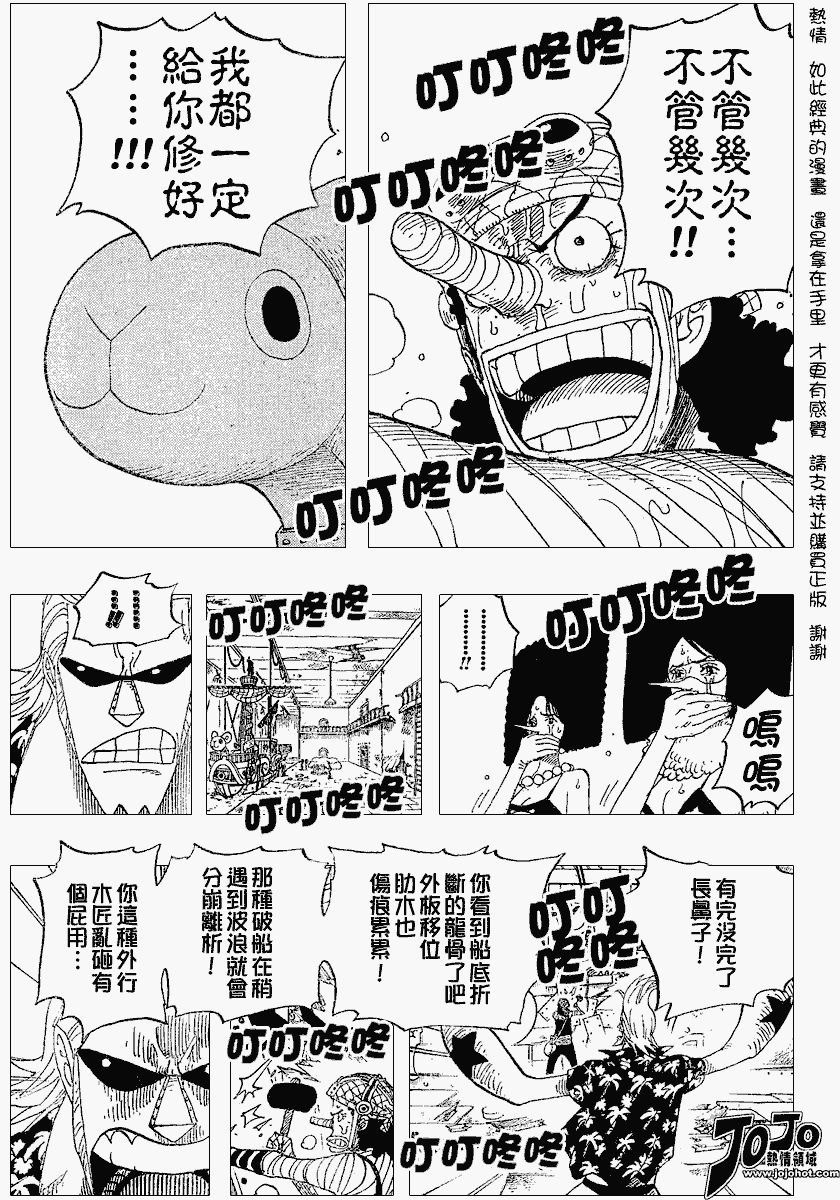 不管幾次…
不管幾次!!
叮叮咚咚
叮叮咚咚
我都一定
給你修好
……!!!
叮叮咚咚
叮叮咚咚
…………!!
嗚
嗚
叮叮咚咚
叮叮咚咚
…………!!
有完沒完了
長鼻子！
叮叮
咚咚
你看到船底折
斷的龍骨了吧
外板移位
肋木也
傷痕累累！
叮叮咚咚
那種破船在稍
遇到波浪就會
分崩離析！
叮叮咚咚
你這種外行
木匠亂砸有
個屁用…
熱情 如此經典的漫畫 還是拿在手里 才更有感覺 請支持並購買正版 謝謝
JOJO
熱情領域
www.jojohot.com